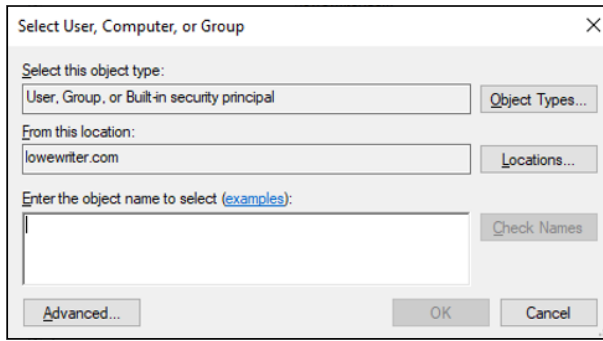 Select User, Computer, or Group
Select this object type:
User, Group, or Built-in security principal
Object Types...
From this location:
lowewriter.com
Locations...
Enter the object name to select (examples):
Check Names
Advanced...
OK
Cancel